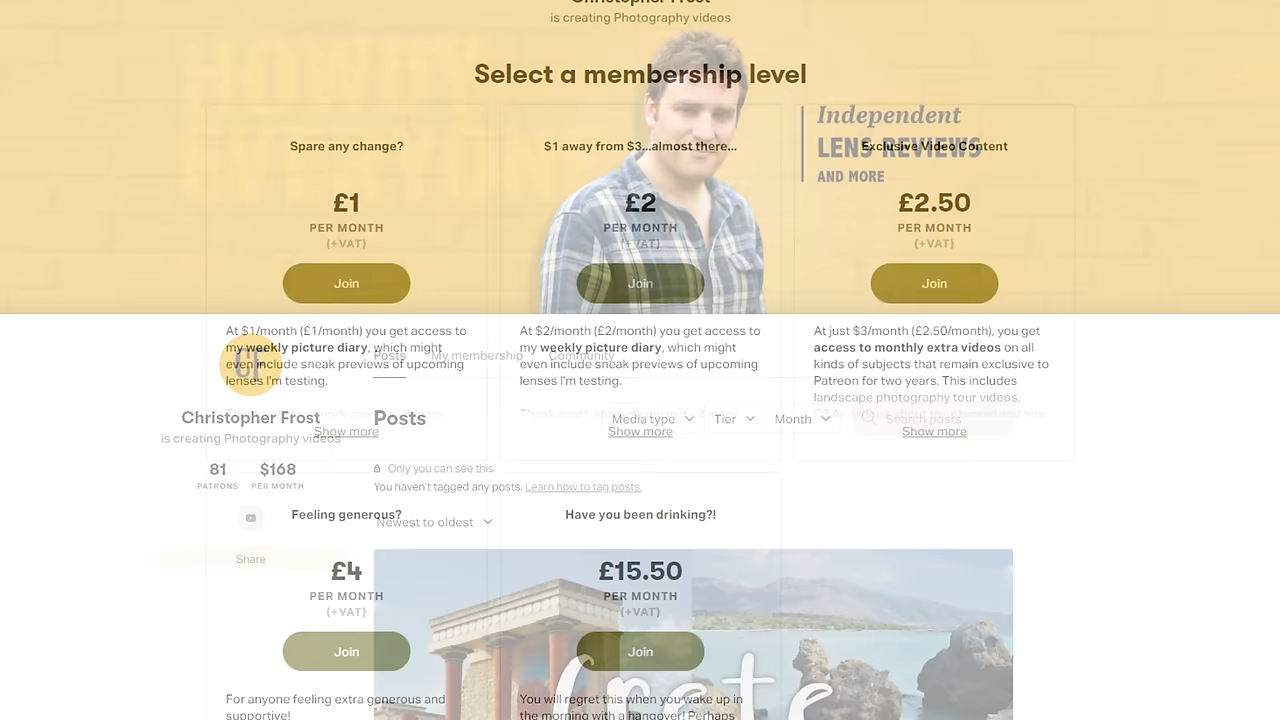 Christopher Frost
is creating Photography videos
Select a membership level
Independent
LENS REVIEWS
AND MORE
Spare any change?
£1
PER MONTH
(+VAT)
Join
At $1/month (£1/month) you get access to
my weekly picture diary, which might
even include sneak previews of upcoming
lenses I'm testing.
Show more
$1 away from $3...almost there...
£2
PER MONTH
(+VAT)
Join
At $2/month (£2/month) you get access to
my weekly picture diary, which might
even include sneak previews of upcoming
lenses I'm testing.
Show more
Exclusive Video Content
£2.50
PER MONTH
(+VAT)
Join
At just $3/month (£2.50/month), you get
access to monthly extra videos on all
kinds of subjects that remain exclusive to
Patreon for two years. This includes
landscape photography tour videos,
Show more
CF
Christopher Frost
is creating Photography videos
81 $168
PATRONS PER MONTH
Share
Posts My membership Community
Posts
Media type Tier Month Search posts
Only you can see this
You haven't tagged any posts. Learn how to tag posts.
Newest to oldest
Feeling generous?
£4
PER MONTH
(+VAT)
Join
For anyone feeling extra generous and
supportive!
Have you been drinking?!
£15.50
PER MONTH
(+VAT)
Join
You will regret this when you wake up in
the morning with a hangover! Perhaps
Crete